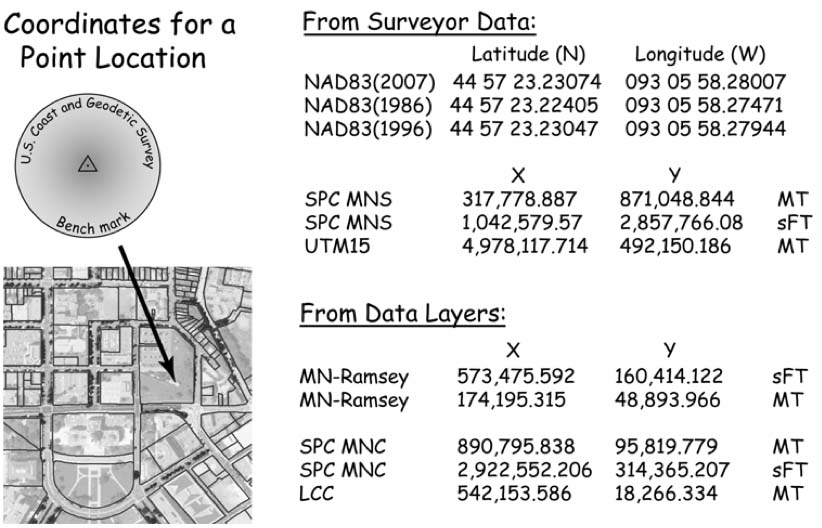 Coordinates for a
Point Location
U.S. Coast and Geodetic Survey
Bench mark
From Surveyor Data:
Latitude (N) Longitude (W)
NAD83(2007) 44 57 23.23074 093 05 58.28007
NAD83(1986) 44 57 23.22405 093 05 58.27471
NAD83(1996) 44 57 23.23047 093 05 58.27944
X Y
SPC MNS 317,778.887 871,048.844 MT
SPC MNS 1,042,579.57 2,857,766.08 sFT
UTM15 4,978,117.714 492,150.186 MT
From Data Layers:
X Y
MN-Ramsey 573,475.592 160,414.122 sFT
MN-Ramsey 174,195.315 48,893.966 MT
SPC MNC 890,795.838 95,819.779 MT
SPC MNC 2,922,552.206 314,365.207 sFT
LCC 542,153.586 18,266.334 MT